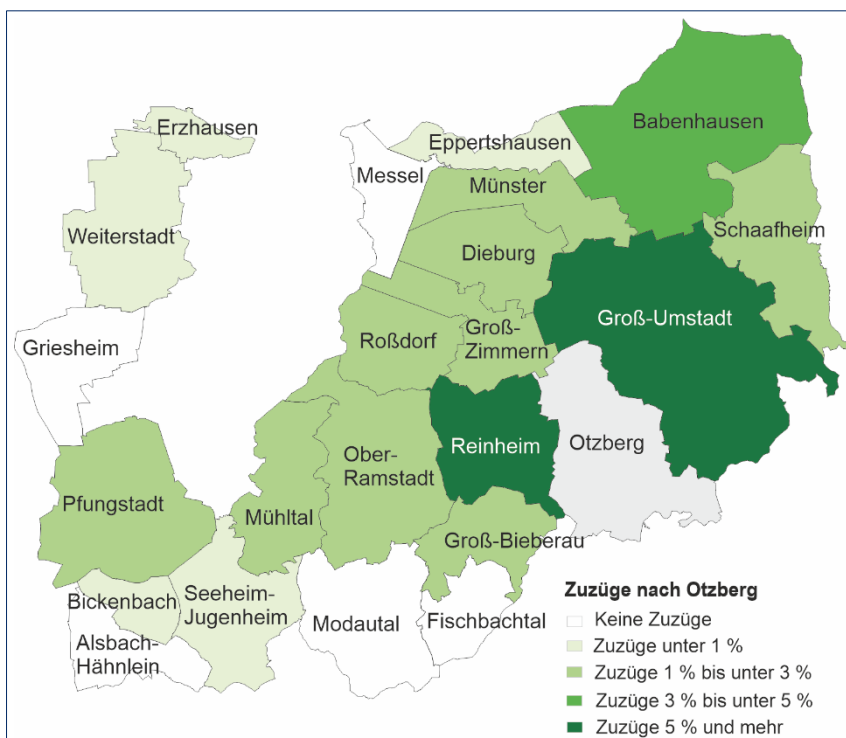 Erzhausen
Babenhausen
Eppertshausen
Messel
Münster
Weiterstadt
Schaafheim
Dieburg
Groß-Umstadt
Griesheim
Roßdorf
Groß-
Zimmern
Reinheim
Otzberg
Ober-
Ramstadt
Pfungstadt
Mühltal
Groß-Bieberau
Bickenbach
Seeheim-
Jugenheim
Alsbach-
Hähnlein
Modautal
Fischbachtal
Zuzüge nach Otzberg
Keine Zuzüge
Zuzüge unter 1 %
Zuzüge 1 % bis unter 3 %
Zuzüge 3 % bis unter 5 %
Zuzüge 5 % und mehr